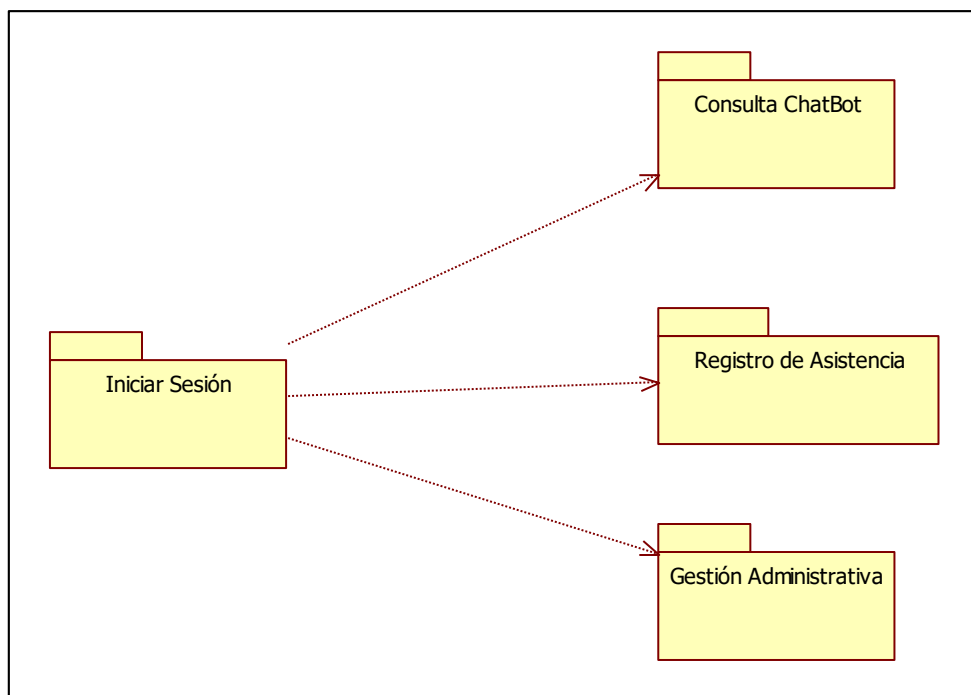 Consulta ChatBot
Registro de Asistencia
Iniciar Sesión
Gestión Administrativa